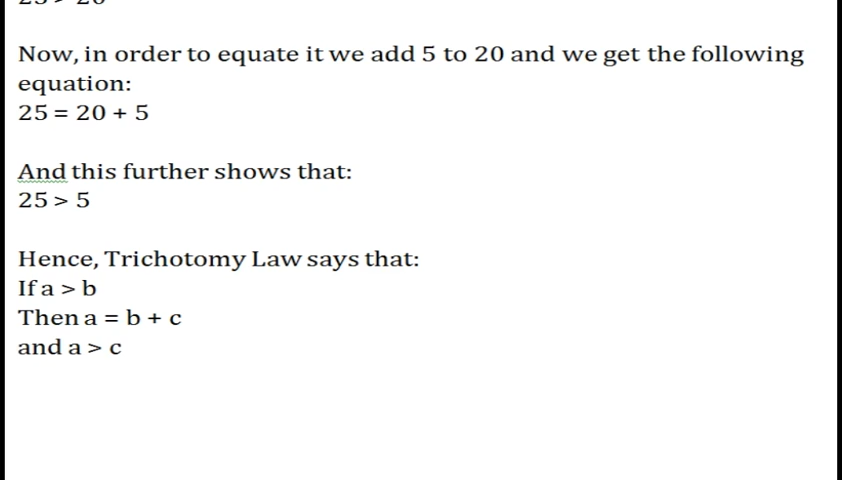 Now, in order to equate it we add 5 to 20 and we get the following
equation:
25 = 20 + 5
And this further shows that:
25 > 5
Hence, Trichotomy Law says that:
If a > b
Then a = b + c
and a > c